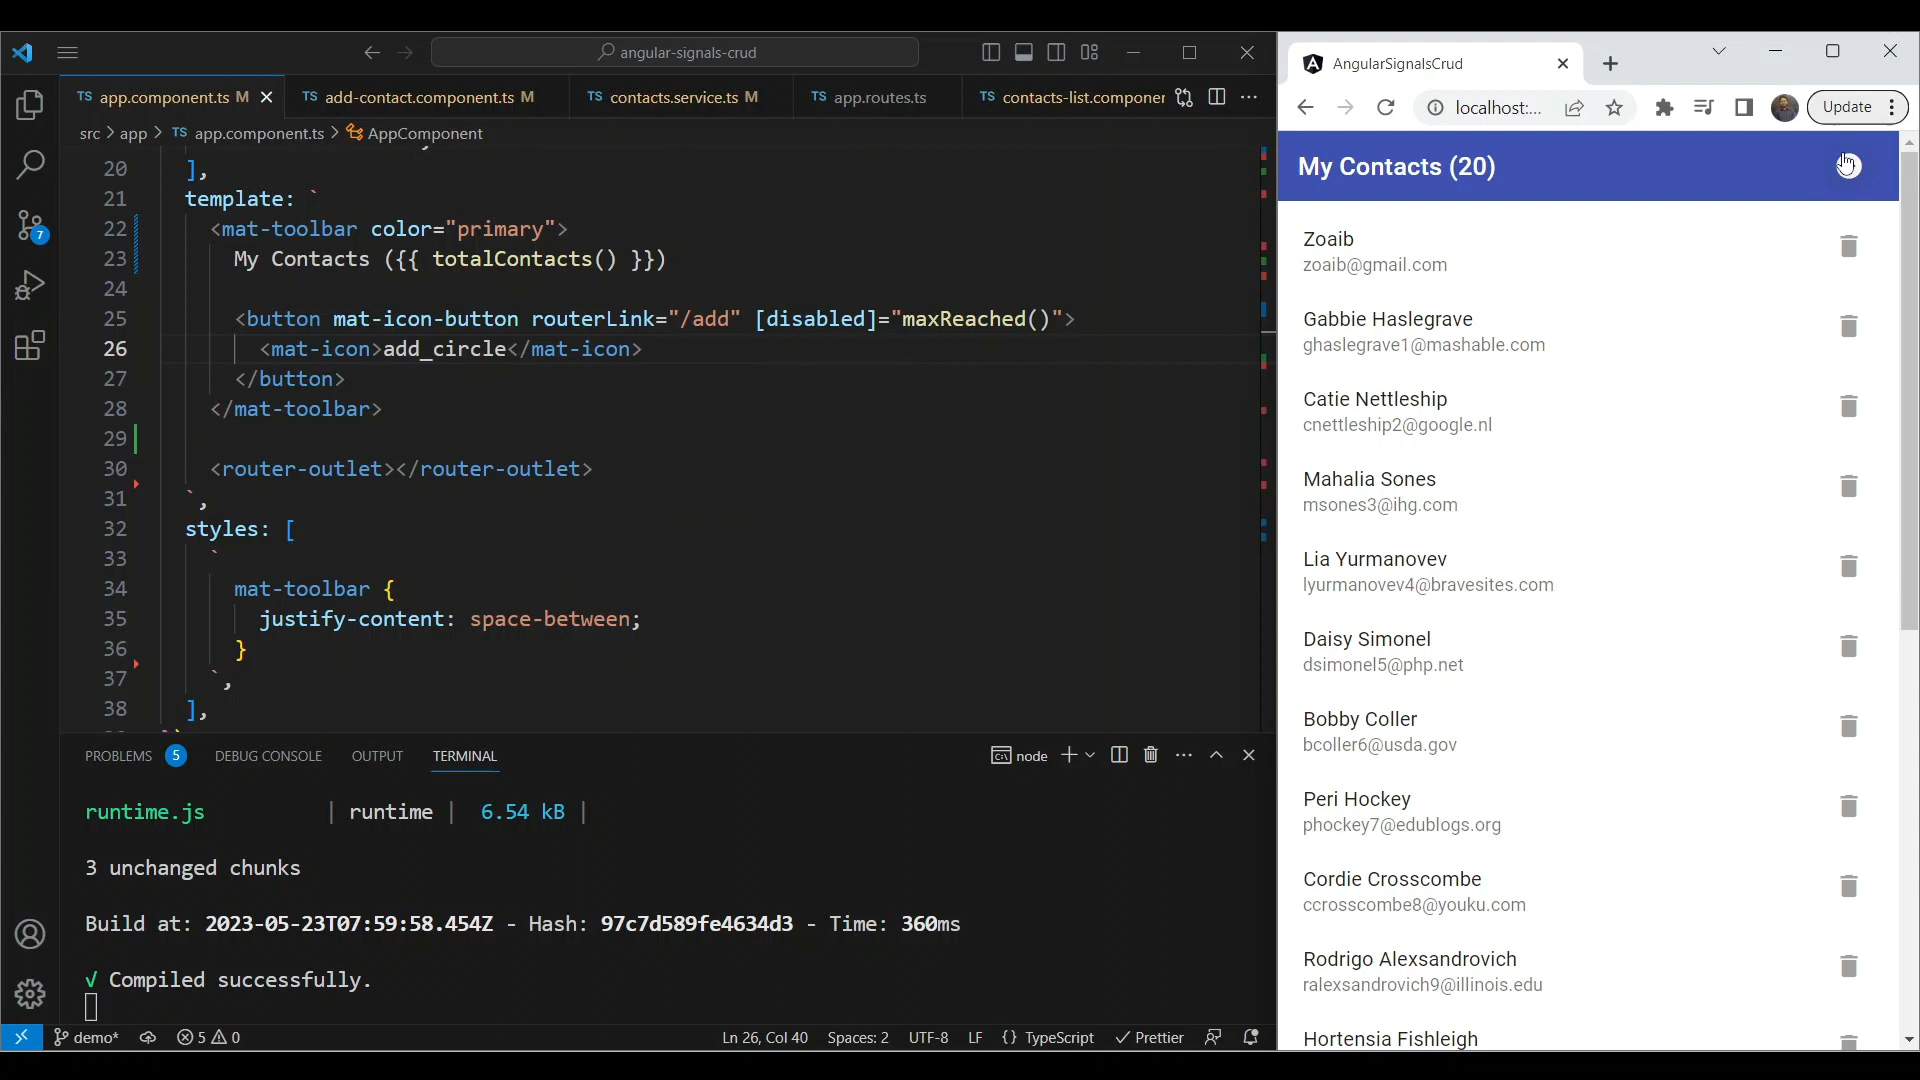 angular-signals-crud
TS app.component.ts M
TS add-contact.component.ts M
TS contacts.service.ts M
TS app.routes.ts
TS contacts-list.componer
src > app > TS app.component.ts > AppComponent
20 ],
21 template: `
22 <mat-toolbar color="primary">
23 My Contacts ({{ totalContacts() }})
24
25 <button mat-icon-button routerLink="/add" [disabled]="maxReached()">
26 <mat-icon>add_circle</mat-icon>
27 </button>
28 </mat-toolbar>
29
30 <router-outlet></router-outlet>
31 `,
32 styles: [
33 `
34 mat-toolbar {
35 justify-content: space-between;
36 }
37 `,
38 ],
7
PROBLEMS 5 DEBUG CONSOLE OUTPUT TERMINAL
node
runtime.js | runtime | 6.54 kB |
3 unchanged chunks
Build at: 2023-05-23T07:59:58.454Z - Hash: 97c7d589fe4634d3 - Time: 360ms
√ Compiled successfully.
demo* 5 0 Ln 26, Col 40 Spaces: 2 UTF-8 LF {} TypeScript Prettier
AngularSignalsCrud
localhost:... Update
My Contacts (20)
Zoaib
zoaib@gmail.com
Gabbie Haslegrave
ghaslegrave1@mashable.com
Catie Nettleship
cnettleship2@google.nl
Mahalia Sones
msones3@ihg.com
Lia Yurmanovev
lyurmanovev4@bravesites.com
Daisy Simonel
dsimonel5@php.net
Bobby Coller
bcoller6@usda.gov
Peri Hockey
phockey7@edublogs.org
Cordie Crosscombe
ccrosscombe8@youku.com
Rodrigo Alexsandrovich
ralexsandrovich9@illinois.edu
Hortensia Fishleigh